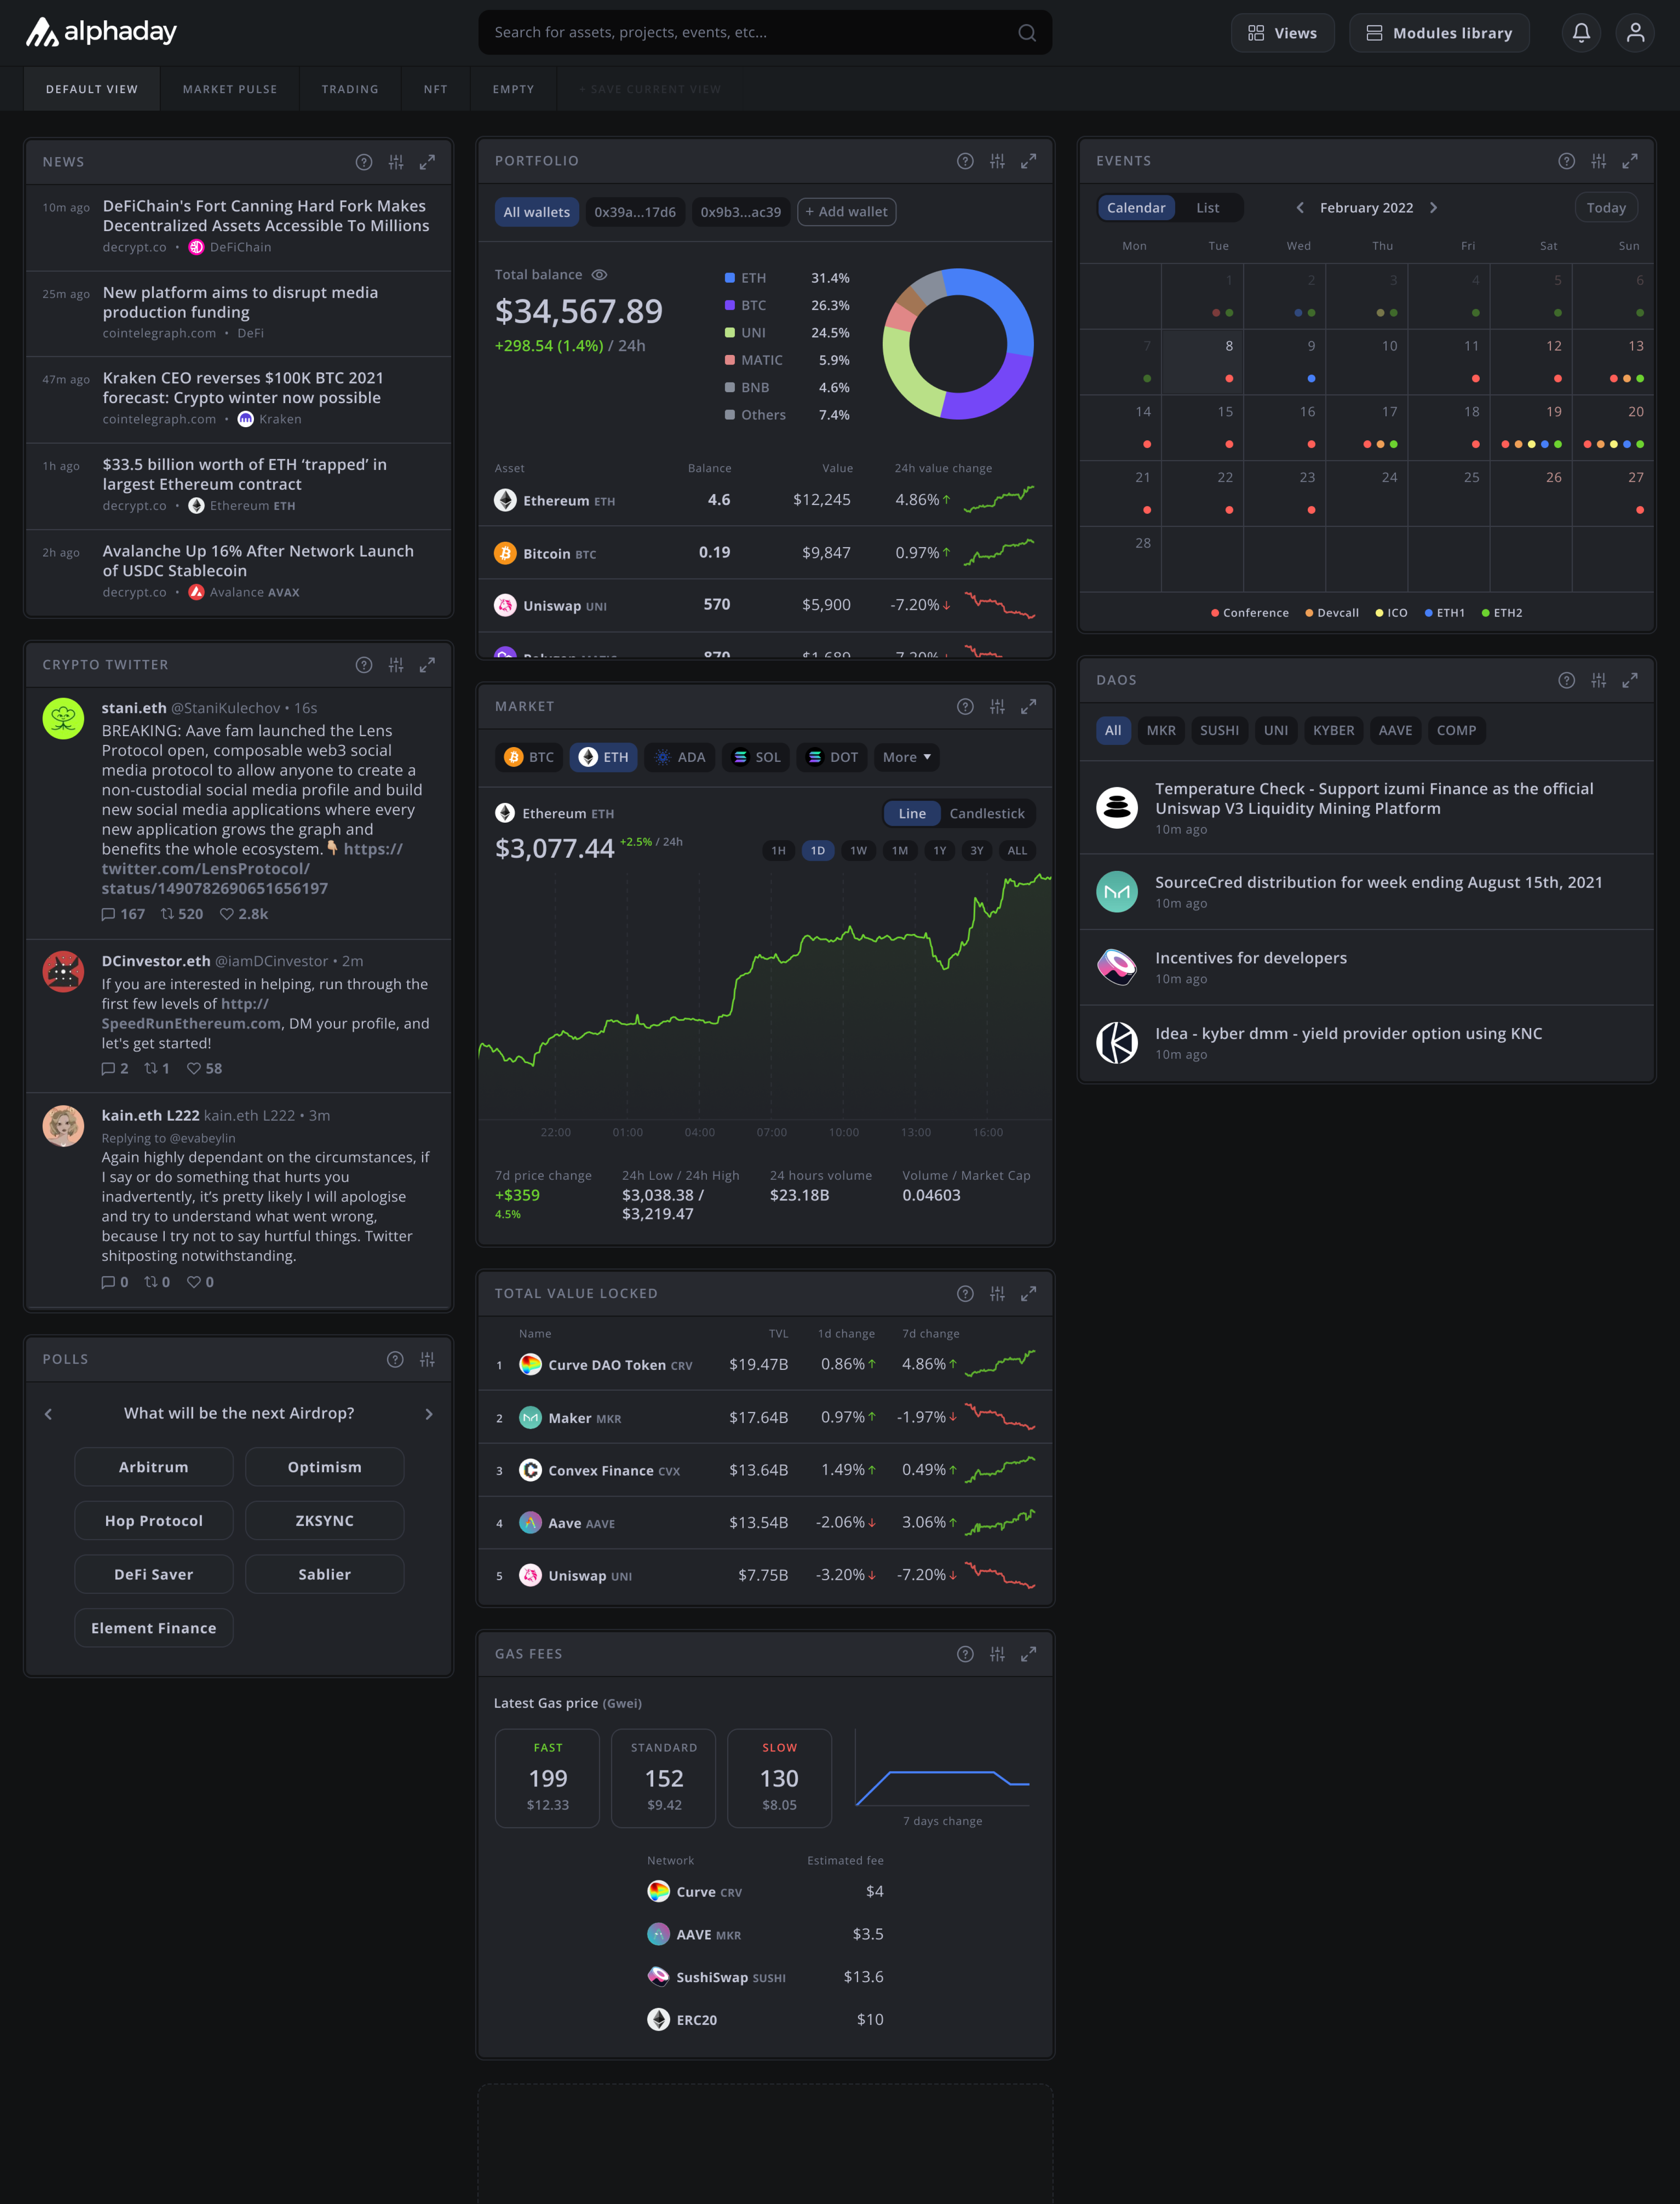 alphaday
Search for assets, projects, events, etc...
Views
Modules library
DEFAULT VIEW
MARKET PULSE
TRADING
NFT
EMPTY
+ SAVE CURRENT VIEW
NEWS
10m ago
DeFiChain's Fort Canning Hard Fork Makes
Decentralized Assets Accessible To Millions
decrypt.co • DeFiChain
25m ago
New platform aims to disrupt media
production funding
cointelegraph.com • DeFi
47m ago
Kraken CEO reverses $100K BTC 2021
forecast: Crypto winter now possible
cointelegraph.com • Kraken
1h ago
$33.5 billion worth of ETH ‘trapped’ in
largest Ethereum contract
decrypt.co • Ethereum ETH
2h ago
Avalanche Up 16% After Network Launch
of USDC Stablecoin
decrypt.co • Avalance AVAX
CRYPTO TWITTER
stani.eth @StaniKulechov • 16s
BREAKING: Aave fam launched the Lens
Protocol open, composable web3 social
media protocol to allow anyone to create a
non-custodial social media profile and build
new social media applications where every
new application grows the graph and
benefits the whole ecosystem.👇🏼 https://
twitter.com/LensProtocol/
status/1490782690651656197
167 520 2.8k
DCinvestor.eth @iamDCinvestor • 2m
If you are interested in helping, run through the
first few levels of http://
SpeedRunEthereum.com, DM your profile, and
let's get started!
2 1 58
kain.eth L222 kain.eth L222 • 3m
Replying to @evabeylin
Again highly dependant on the circumstances, if
I say or do something that hurts you
inadvertently, it’s pretty likely I will apologise
and try to understand what went wrong,
because I try not to say hurtful things. Twitter
shitposting notwithstanding.
0 0 0
POLLS
What will be the next Airdrop?
Arbitrum Optimism
Hop Protocol ZKSYNC
DeFi Saver Sablier
Element Finance
PORTFOLIO
All wallets 0x39a...17d6 0x9b3...ac39 + Add wallet
Total balance
$34,567.89
+298.54 (1.4%) / 24h
ETH 31.4%
BTC 26.3%
UNI 24.5%
MATIC 5.9%
BNB 4.6%
Others 7.4%
Asset Balance Value 24h value change
Ethereum ETH 4.6 $12,245 4.86%↑
Bitcoin BTC 0.19 $9,847 0.97%↑
Uniswap UNI 570 $5,900 -7.20%↓
Polygon MATIC 870 $1,689 -7.20%↓
MARKET
BTC ETH ADA SOL DOT More
Ethereum ETH
Line Candlestick
$3,077.44 +2.5% / 24h
1H 1D 1W 1M 1Y 3Y ALL
22:00 01:00 04:00 07:00 10:00 13:00 16:00
7d price change
+$359
4.5%
24h Low / 24h High
$3,038.38 /
$3,219.47
24 hours volume
$23.18B
Volume / Market Cap
0.04603
TOTAL VALUE LOCKED
Name TVL 1d change 7d change
1 Curve DAO Token CRV $19.47B 0.86%↑ 4.86%↑
2 Maker MKR $17.64B 0.97%↑ -1.97%↓
3 Convex Finance CVX $13.64B 1.49%↑ 0.49%↑
4 Aave AAVE $13.54B -2.06%↓ 3.06%↑
5 Uniswap UNI $7.75B -3.20%↓ -7.20%↓
GAS FEES
Latest Gas price (Gwei)
FAST
199
$12.33
STANDARD
152
$9.42
SLOW
130
$8.05
7 days change
Network Estimated fee
Curve CRV $4
AAVE MKR $3.5
SushiSwap SUSHI $13.6
ERC20 $10
EVENTS
Calendar List
February 2022
Today
Mon Tue Wed Thu Fri Sat Sun
1 2 3 4 5 6
7 8 9 10 11 12 13
14 15 16 17 18 19 20
21 22 23 24 25 26 27
28
Conference Devcall ICO ETH1 ETH2
DAOS
All MKR SUSHI UNI KYBER AAVE COMP
Temperature Check - Support izumi Finance as the official
Uniswap V3 Liquidity Mining Platform
10m ago
SourceCred distribution for week ending August 15th, 2021
10m ago
Incentives for developers
10m ago
Idea - kyber dmm - yield provider option using KNC
10m ago